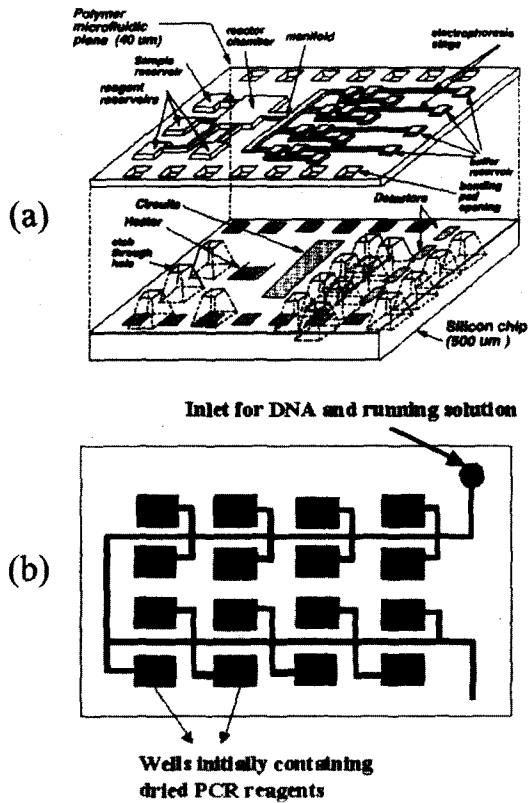 Polymer
microfluidic
plane (40 um)
reactor
chamber
manifold
electrophoresis
stage
Sample
reservoir
reagent
reservoirs
buffer
reservoir
bonding
pad
opening
(a)
Circuits
Heater
etch
through
hole
Detectors
Silicon chip
(500 um)
Inlet for DNA and running solution
(b)
Wells initially containing
dried PCR reagents